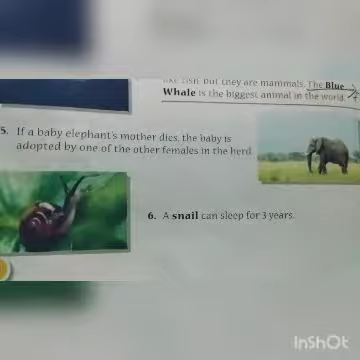 like fish but they are mammals. The Blue
Whale is the biggest animal in the world.
5. If a baby elephant's mother dies, the baby is
adopted by one of the other females in the herd
6. A snail can sleep for 3 years.
InShOt